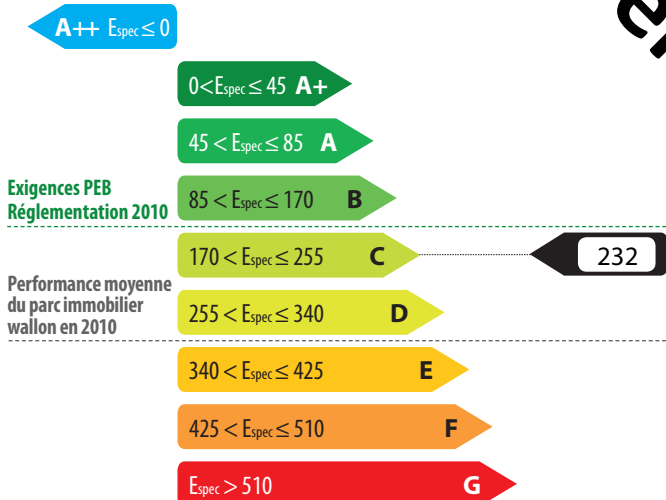 A++ Espec ≤ 0
0<Espec ≤ 45 A+
45 < Espec ≤ 85 A
Exigences PEB
Réglementation 2010
85 < Espec ≤ 170 B
170 < Espec ≤ 255 C
232
Performance moyenne
du parc immobilier
wallon en 2010
255 < Espec ≤ 340 D
340 < Espec ≤ 425 E
425 < Espec ≤ 510 F
Espec > 510 G